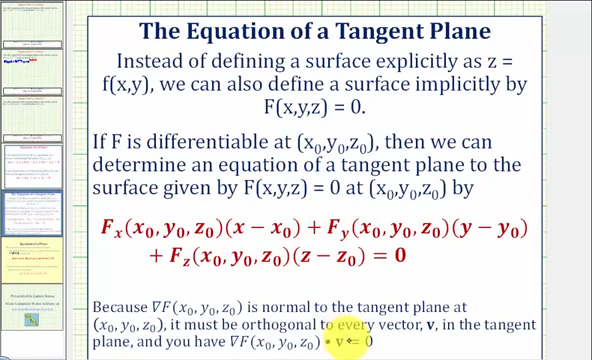 The Equation of a Tangent Plane
Instead of defining a surface explicitly as z =
f(x,y), we can also define a surface implicitly by
F(x,y,z) = 0.
If F is differentiable at (x₀,y₀,z₀), then we can
determine an equation of a tangent plane to the
surface given by F(x,y,z) = 0 at (x₀,y₀,z₀) by
Fₓ(x₀, y₀, z₀)(x − x₀) + Fᵧ(x₀, y₀, z₀)(y − y₀)
+ F_z(x₀, y₀, z₀)(z − z₀) = 0
Because ∇F(x₀, y₀, z₀) is normal to the tangent plane at
(x₀, y₀, z₀), it must be orthogonal to every vector, v, in the tangent
plane, and you have ∇F(x₀, y₀, z₀) • v = 0